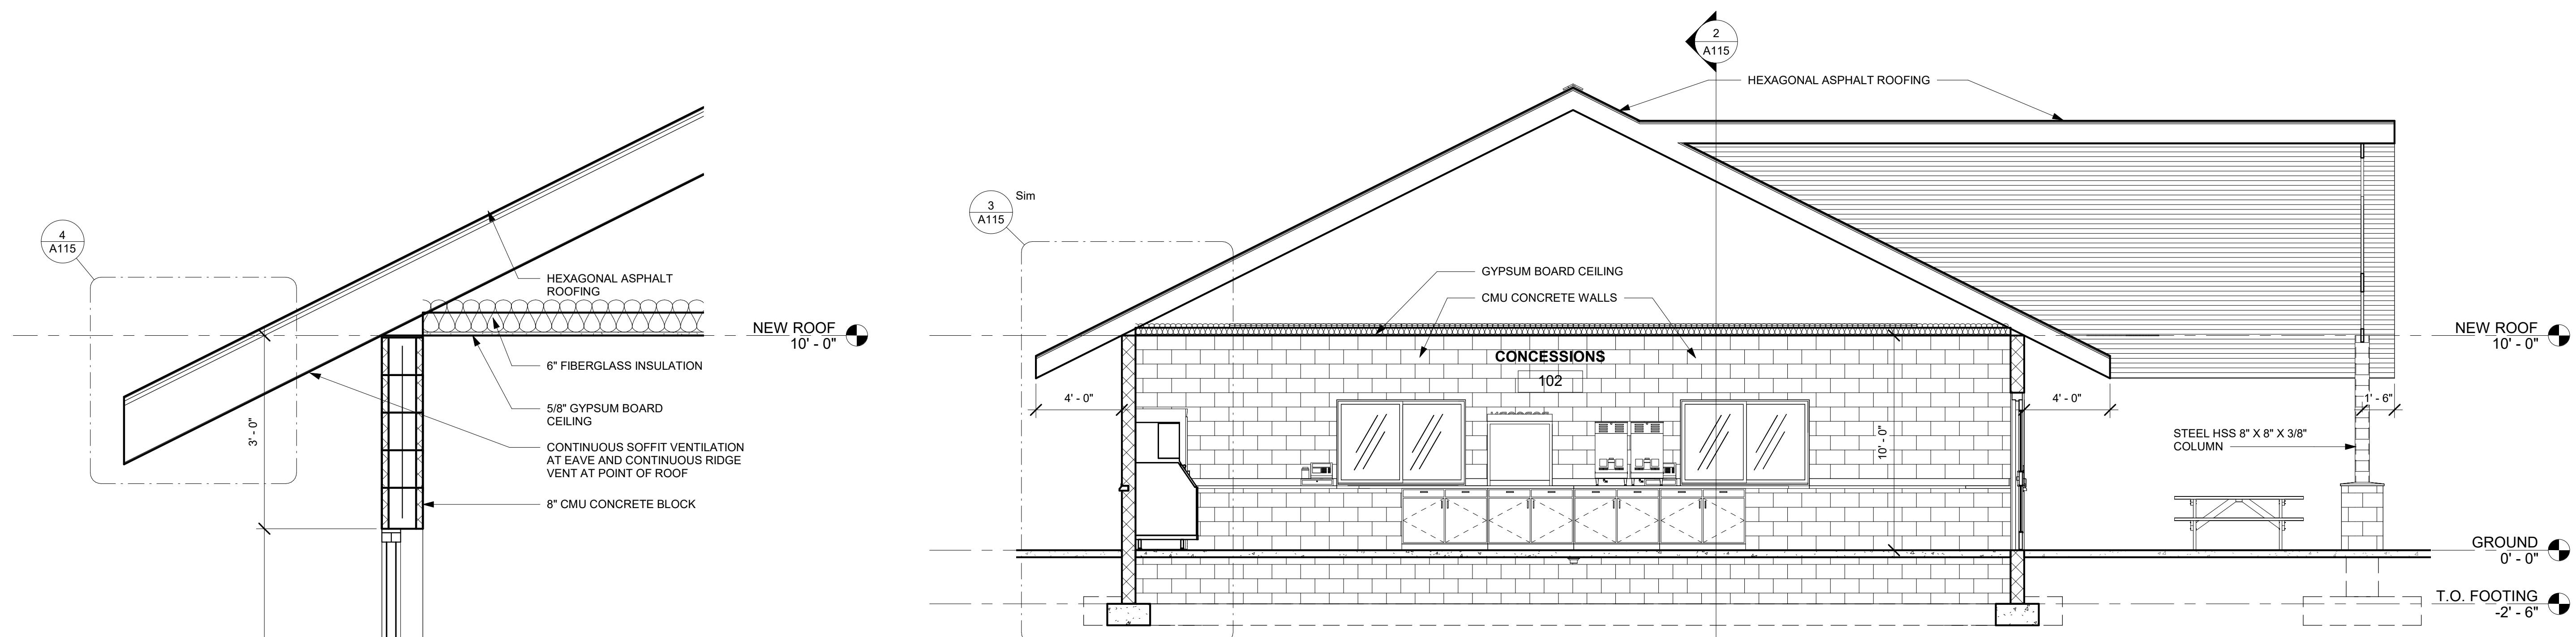 4
A115
HEXAGONAL ASPHALT
ROOFING
NEW ROOF
10' - 0"
6" FIBERGLASS INSULATION
5/8" GYPSUM BOARD
CEILING
3' - 0"
CONTINUOUS SOFFIT VENTILATION
AT EAVE AND CONTINUOUS RIDGE
VENT AT POINT OF ROOF
8" CMU CONCRETE BLOCK
2
A115
HEXAGONAL ASPHALT ROOFING
3
A115
Sim
GYPSUM BOARD CEILING
CMU CONCRETE WALLS
CONCESSIONS
102
4' - 0"
10' - 0"
4' - 0"
1' - 6"
STEEL HSS 8" X 8" X 3/8"
COLUMN
NEW ROOF
10' - 0"
GROUND
0' - 0"
T.O. FOOTING
-2' - 6"